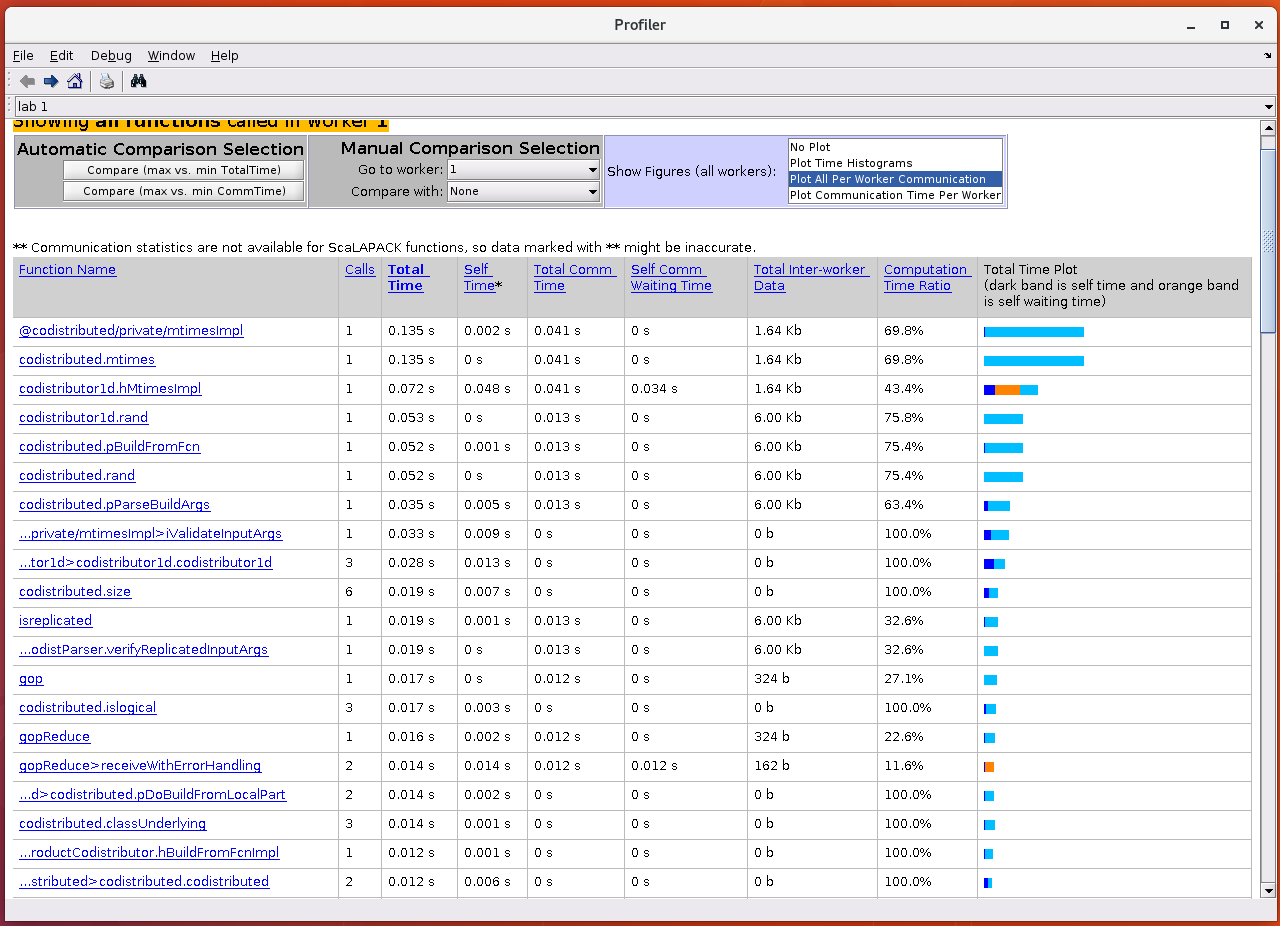 Profiler
File Edit Debug Window Help
lab 1
Showing all functions called in worker 1
Automatic Comparison Selection
Compare (max vs. min TotalTime)
Compare (max vs. min CommTime)
Manual Comparison Selection
Go to worker: 1
Compare with: None
Show Figures (all workers):
No Plot
Plot Time Histograms
Plot All Per Worker Communication
Plot Communication Time Per Worker
** Communication statistics are not available for ScaLAPACK functions, so data marked with ** might be inaccurate.
Function Name Calls Total Time Self Time* Total Comm Time Self Comm Waiting Time Total Inter-worker Data Computation Time Ratio Total Time Plot (dark band is self time and orange band is self waiting time)
@codistributed/private/mtimesImpl 1 0.135 s 0.002 s 0.041 s 0 s 1.64 Kb 69.8%
codistributed.mtimes 1 0.135 s 0 s 0.041 s 0 s 1.64 Kb 69.8%
codistributor1d.hMtimesImpl 1 0.072 s 0.048 s 0.041 s 0.034 s 1.64 Kb 43.4%
codistributor1d.rand 1 0.053 s 0 s 0.013 s 0 s 6.00 Kb 75.8%
codistributed.pBuildFromFcn 1 0.052 s 0.001 s 0.013 s 0 s 6.00 Kb 75.4%
codistributed.rand 1 0.052 s 0 s 0.013 s 0 s 6.00 Kb 75.4%
codistributed.pParseBuildArgs 1 0.035 s 0.005 s 0.013 s 0 s 6.00 Kb 63.4%
...private/mtimesImpl>iValidateInputArgs 1 0.033 s 0.009 s 0 s 0 s 0 b 100.0%
...tor1d>codistributor1d.codistributor1d 3 0.028 s 0.013 s 0 s 0 s 0 b 100.0%
codistributed.size 6 0.019 s 0.007 s 0 s 0 s 0 b 100.0%
isreplicated 1 0.019 s 0.001 s 0.013 s 0 s 6.00 Kb 32.6%
...odistParser.verifyReplicatedInputArgs 1 0.019 s 0 s 0.013 s 0 s 6.00 Kb 32.6%
gop 1 0.017 s 0 s 0.012 s 0 s 324 b 27.1%
codistributed.islogical 3 0.017 s 0.003 s 0 s 0 s 0 b 100.0%
gopReduce 1 0.016 s 0.002 s 0.012 s 0 s 324 b 22.6%
gopReduce>receiveWithErrorHandling 2 0.014 s 0.014 s 0.012 s 0.012 s 162 b 11.6%
...d>codistributed.pDoBuildFromLocalPart 2 0.014 s 0.002 s 0 s 0 s 0 b 100.0%
codistributed.classUnderlying 3 0.014 s 0.001 s 0 s 0 s 0 b 100.0%
...roductCodistributor.hBuildFromFcnImpl 1 0.012 s 0.001 s 0 s 0 s 0 b 100.0%
...stributed>codistributed.codistributed 2 0.012 s 0.006 s 0 s 0 s 0 b 100.0%